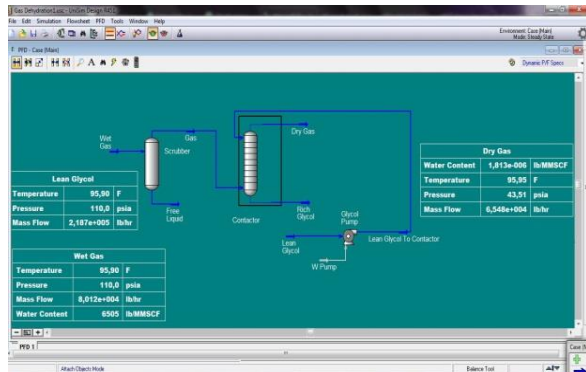 Gas Dehydration1.usc - UniSim Design R451
File Edit Simulation Flowsheet PFD Tools Window Help
Environment: Case (Main)
Mode: Steady State
PFD - Case (Main)
Dynamic P/F Specs
Wet Gas
Scrubber
Gas
Free Liquid
Contactor
Dry Gas
Rich Glycol
Glycol Pump
Lean Glycol
Lean Glycol To Contactor
W Pump
Lean Glycol
Temperature 95,90 F
Pressure 110,0 psia
Mass Flow 2,187e+005 lb/hr
Wet Gas
Temperature 95,90 F
Pressure 110,0 psia
Mass Flow 8,012e+004 lb/hr
Water Content 6505 lb/MMSCF
Dry Gas
Water Content 1,813e-006 lb/MMSCF
Temperature 95,95 F
Pressure 43,51 psia
Mass Flow 6,548e+004 lb/hr
PFD 1
Case (M
Attach Objects Mode
Balance Tool